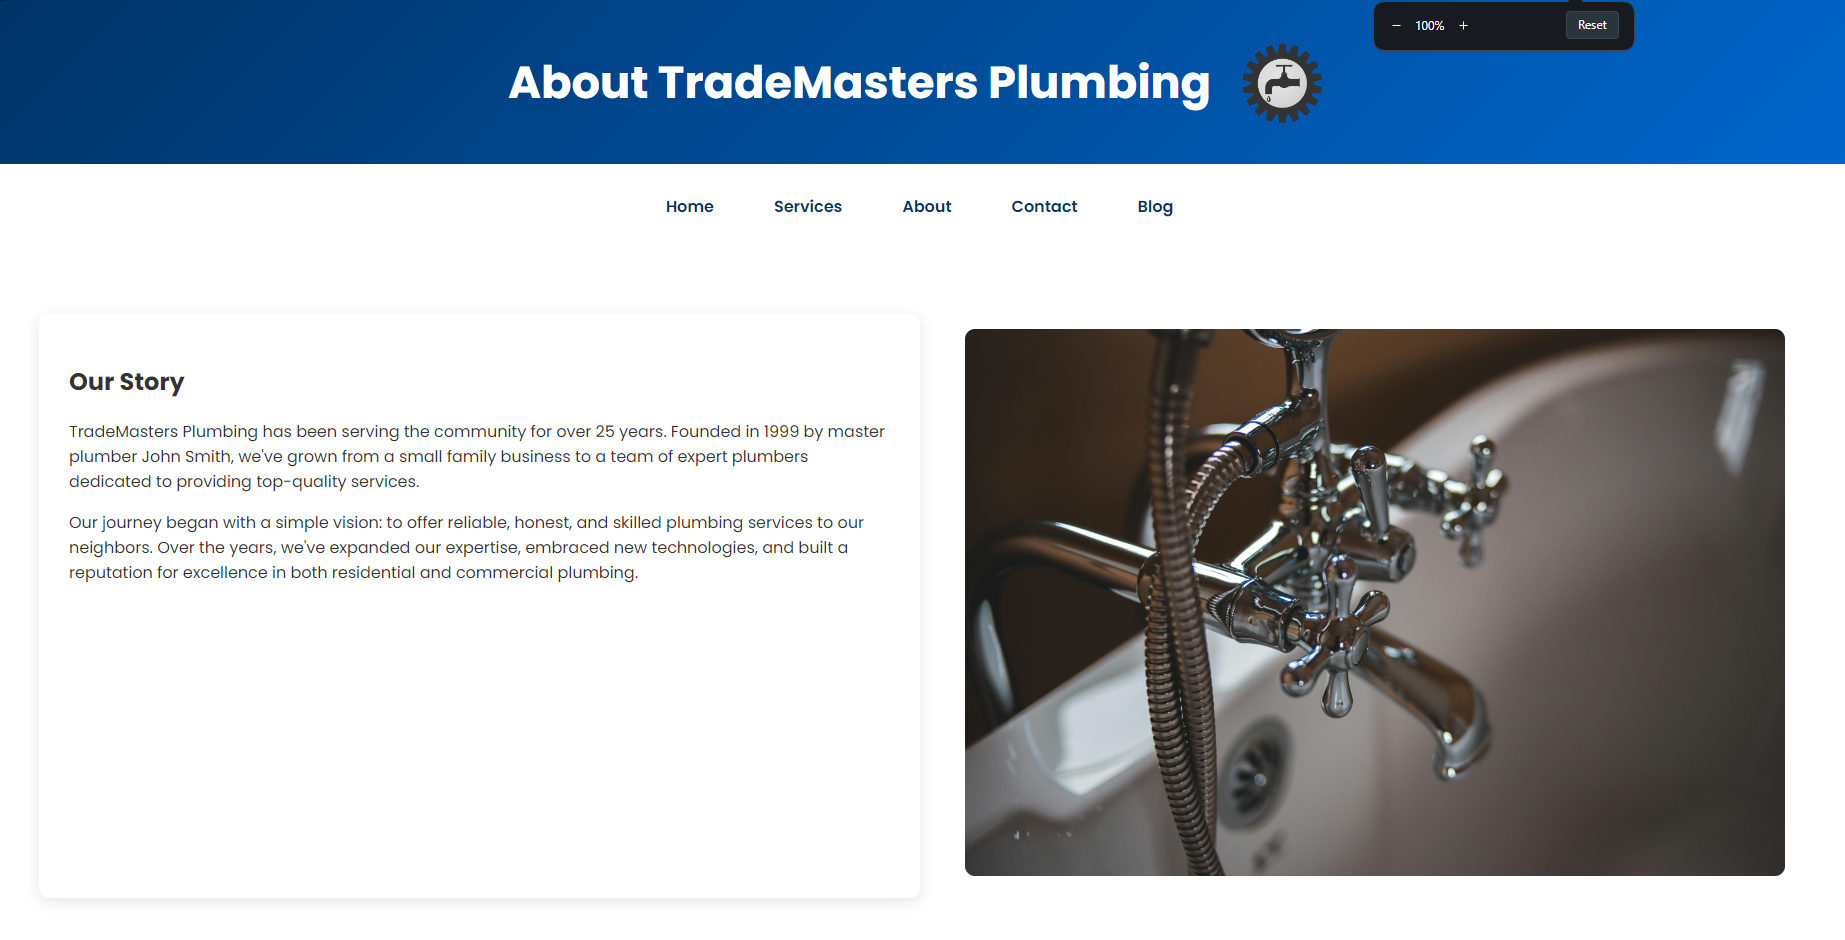 About TradeMasters Plumbing
100%
Reset
Home Services About Contact Blog
Our Story
TradeMasters Plumbing has been serving the community for over 25 years. Founded in 1999 by master
plumber John Smith, we've grown from a small family business to a team of expert plumbers
dedicated to providing top-quality services.
Our journey began with a simple vision: to offer reliable, honest, and skilled plumbing services to our
neighbors. Over the years, we've expanded our expertise, embraced new technologies, and built a
reputation for excellence in both residential and commercial plumbing.